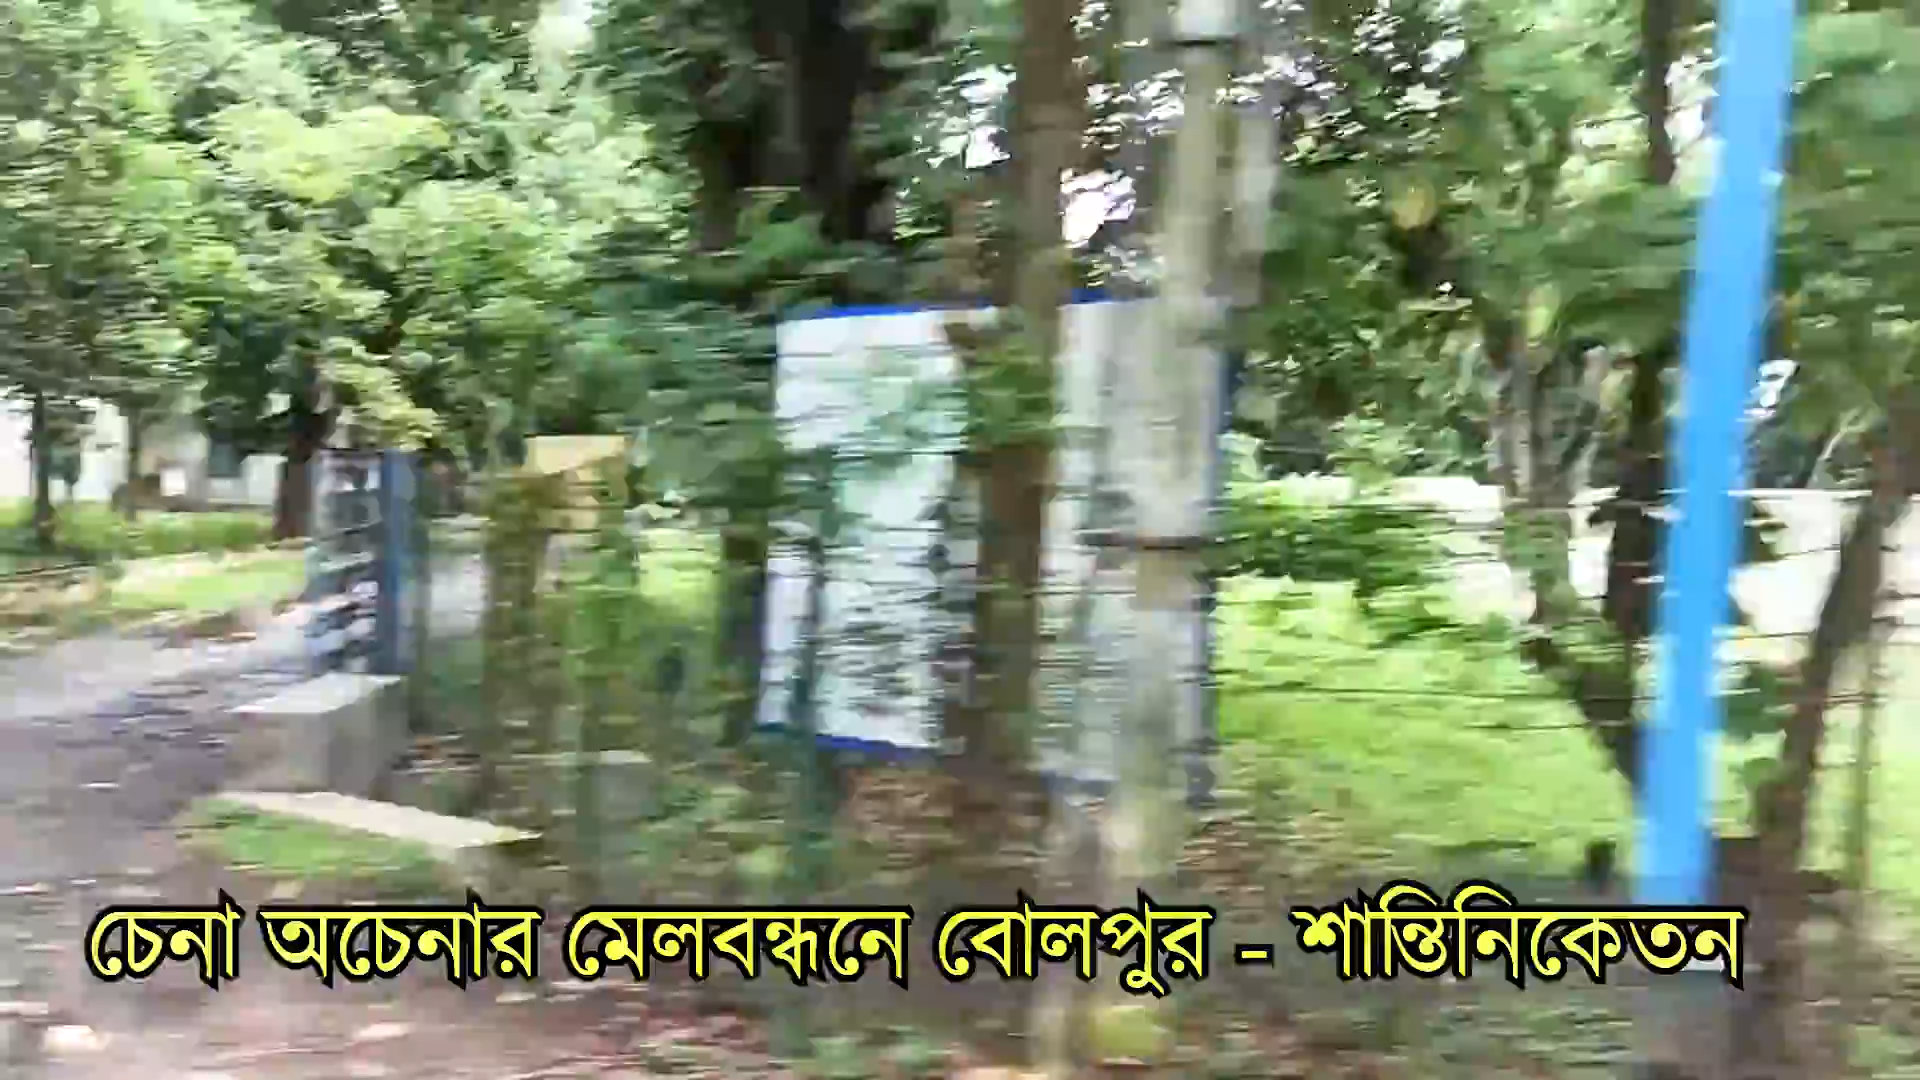 চেনা অচেনার মেলবন্ধনে বোলপুর - শান্তিনিকেতন